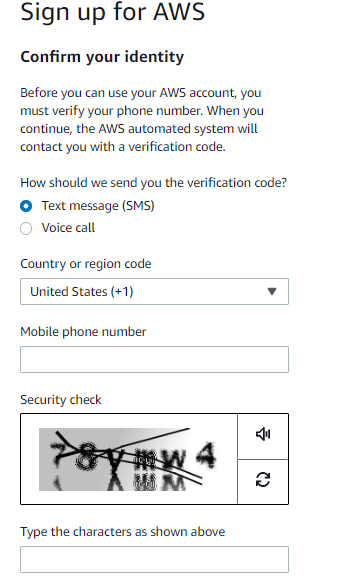 Sign up for AWS
Confirm your identity
Before you can use your AWS account, you
must verify your phone number. When you
continue, the AWS automated system will
contact you with a verification code.
How should we send you the verification code?
Text message (SMS)
Voice call
Country or region code
United States (+1)
Mobile phone number
Security check
Type the characters as shown above